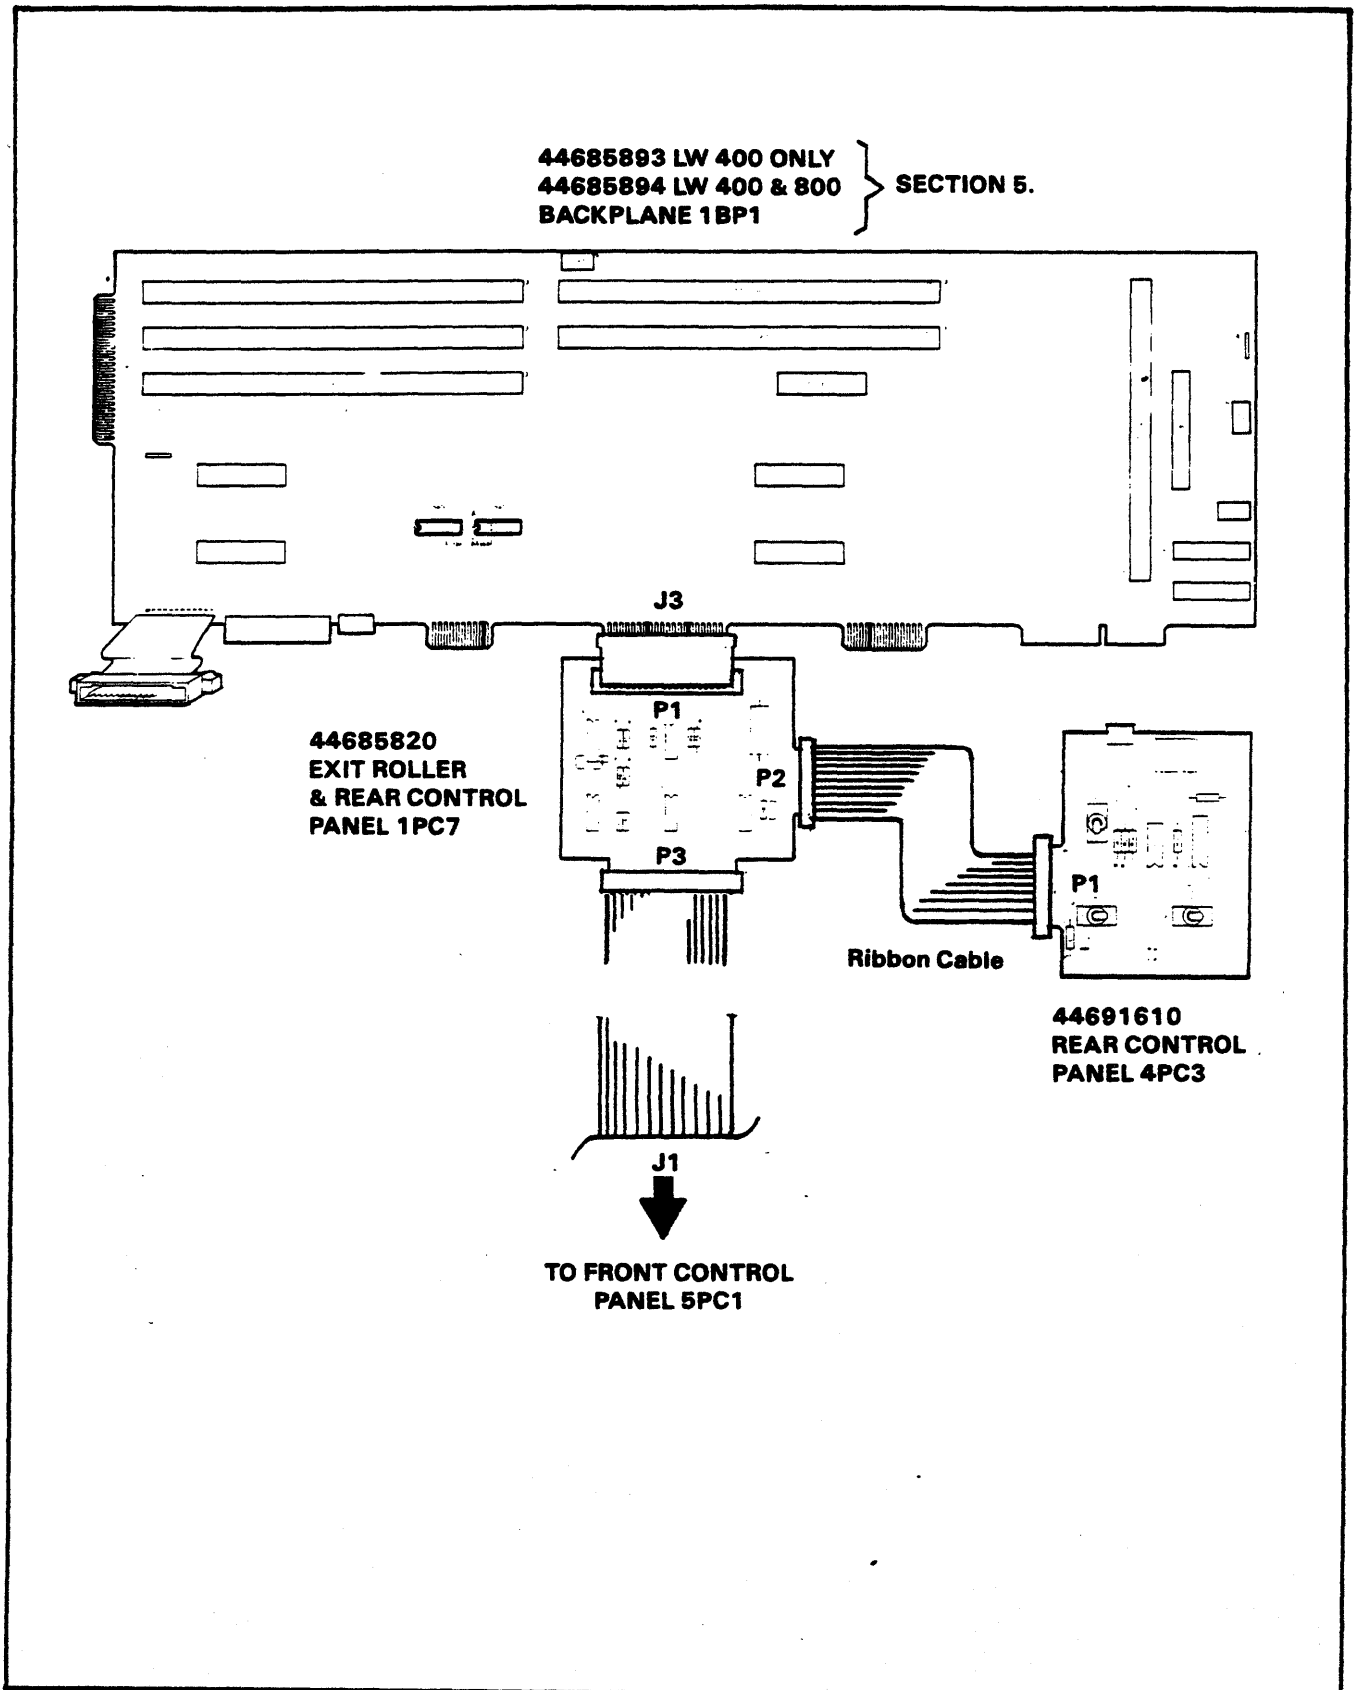 44685893 LW 400 ONLY
44685894 LW 400 & 800
BACKPLANE 1BP1
SECTION 5.
J3
P1
44685820
EXIT ROLLER
& REAR CONTROL
PANEL 1PC7
P2
P3
P1
Ribbon Cable
44691610
REAR CONTROL
PANEL 4PC3
J1
TO FRONT CONTROL
PANEL 5PC1